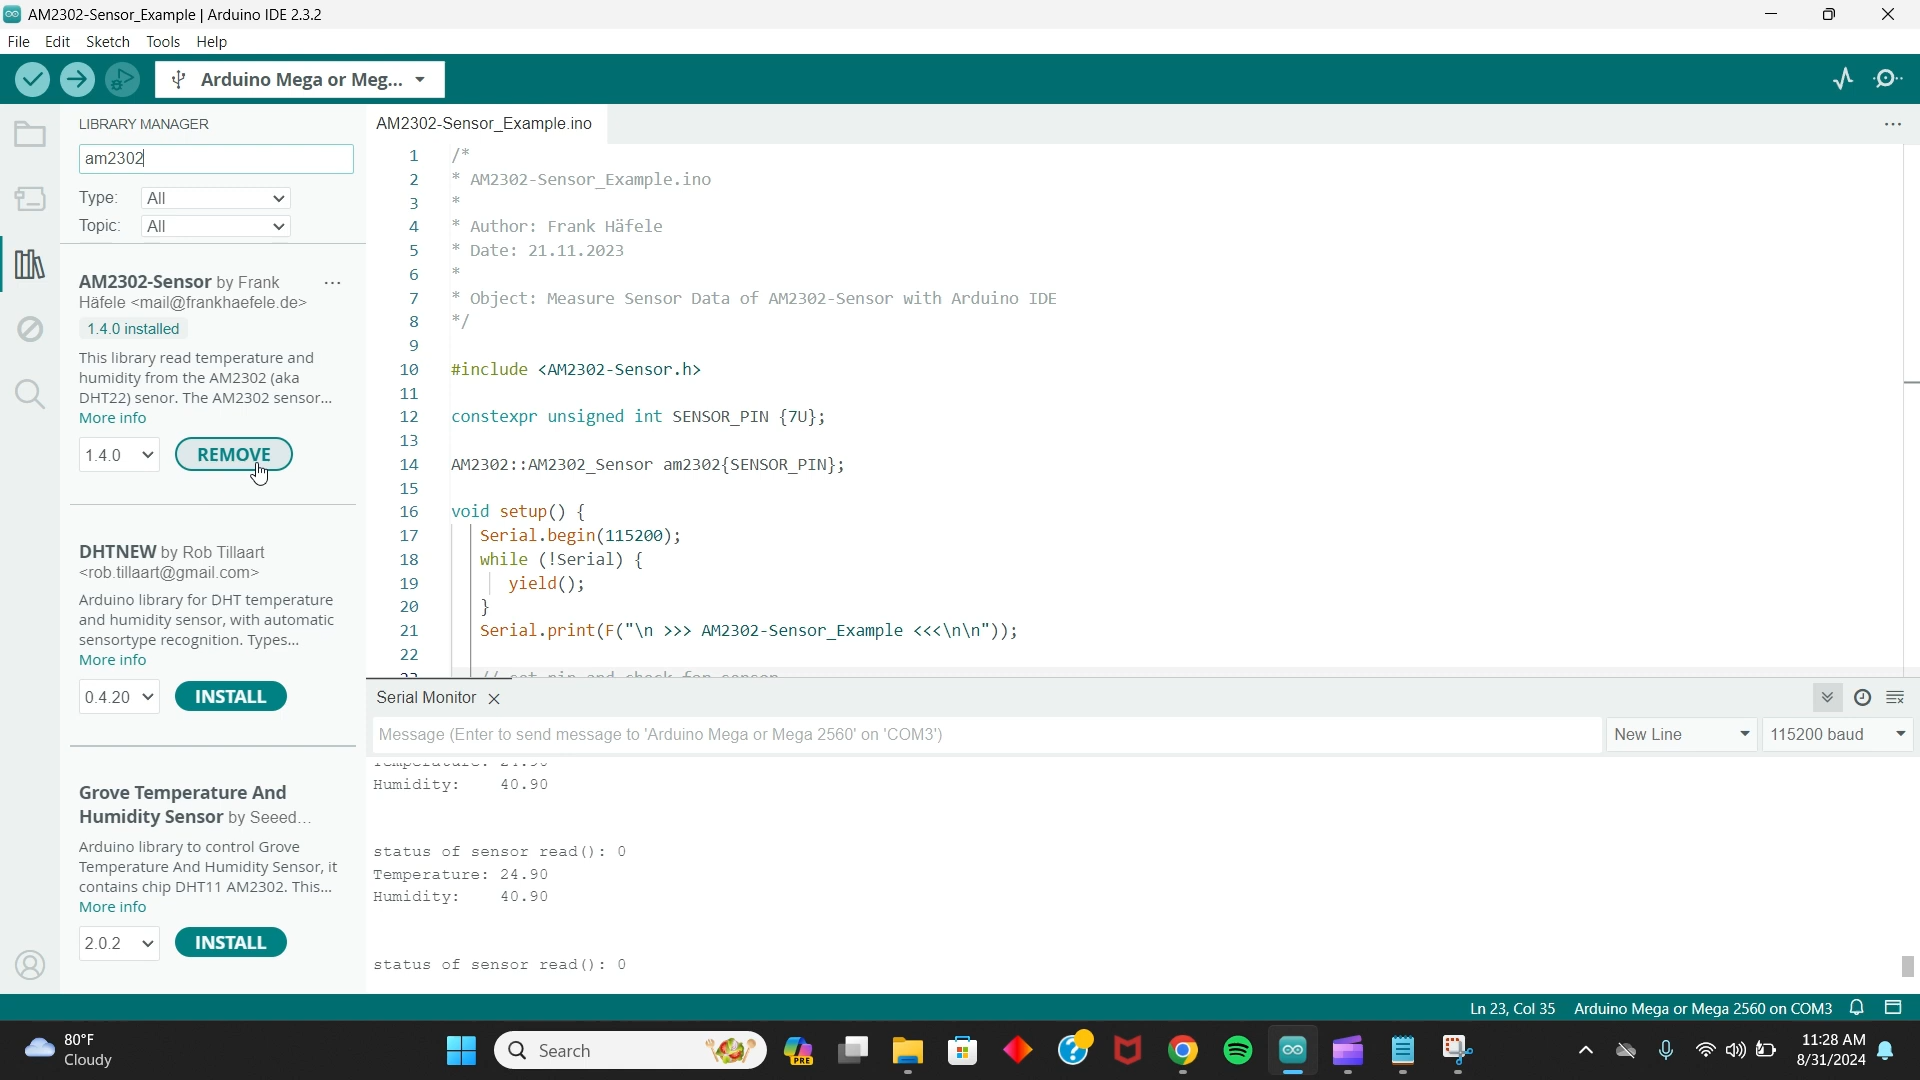 AM2302-Sensor_Example | Arduino IDE 2.3.2
File Edit Sketch Tools Help
Arduino Mega or Meg...
LIBRARY MANAGER
am2302
Type: All
Topic: All
AM2302-Sensor by Frank
Häfele <mail@frankhaefele.de>
1.4.0 installed
This library read temperature and
humidity from the AM2302 (aka
DHT22) senor. The AM2302 sensor...
More info
1.4.0 REMOVE
DHTNEW by Rob Tillaart
<rob.tillaart@gmail.com>
Arduino library for DHT temperature
and humidity sensor, with automatic
sensortype recognition. Types...
More info
0.4.20 INSTALL
Grove Temperature And
Humidity Sensor by Seeed...
Arduino library to control Grove
Temperature And Humidity Sensor, it
contains chip DHT11 AM2302. This...
More info
2.0.2 INSTALL
AM2302-Sensor_Example.ino
1 /*
2 * AM2302-Sensor_Example.ino
3 *
4 * Author: Frank Häfele
5 * Date: 21.11.2023
6 *
7 * Object: Measure Sensor Data of AM2302-Sensor with Arduino IDE
8 */
9
10 #include <AM2302-Sensor.h>
11
12 constexpr unsigned int SENSOR_PIN {7U};
13
14 AM2302::AM2302_Sensor am2302{SENSOR_PIN};
15
16 void setup() {
17 Serial.begin(115200);
18 while (!Serial) {
19 yield();
20 }
21 Serial.print(F("\n >>> AM2302-Sensor_Example <<<\n\n"));
22
23 // set pin and check for sensor
Serial Monitor
Message (Enter to send message to 'Arduino Mega or Mega 2560' on 'COM3') New Line 115200 baud
Humidity: 40.90
status of sensor read(): 0
Temperature: 24.90
Humidity: 40.90
status of sensor read(): 0
Ln 23, Col 35 Arduino Mega or Mega 2560 on COM3
80°F
Cloudy
Search
PRE
11:28 AM
8/31/2024